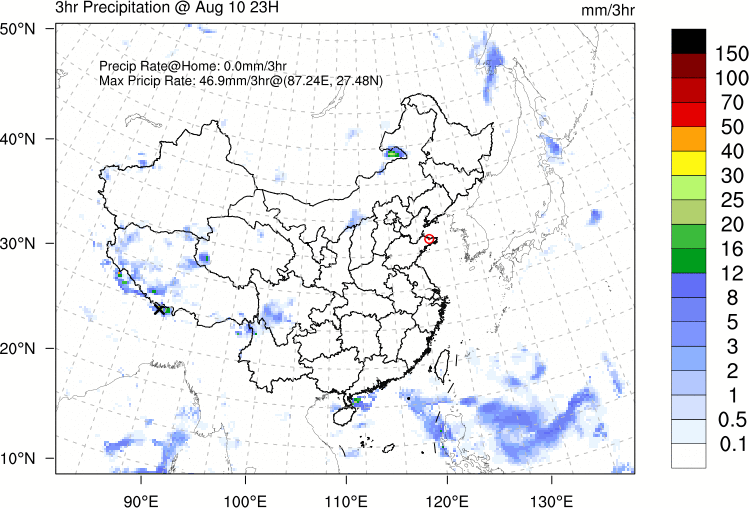 3hr Precipitation @ Aug 10 23H
mm/3hr
Precip Rate@Home: 0.0mm/3hr
Max Pricip Rate: 46.9mm/3hr@(87.24E, 27.48N)
50°N
40°N
30°N
20°N
10°N
90°E
100°E
110°E
120°E
130°E
150
100
70
50
40
30
25
20
16
12
8
5
3
2
1
0.5
0.1